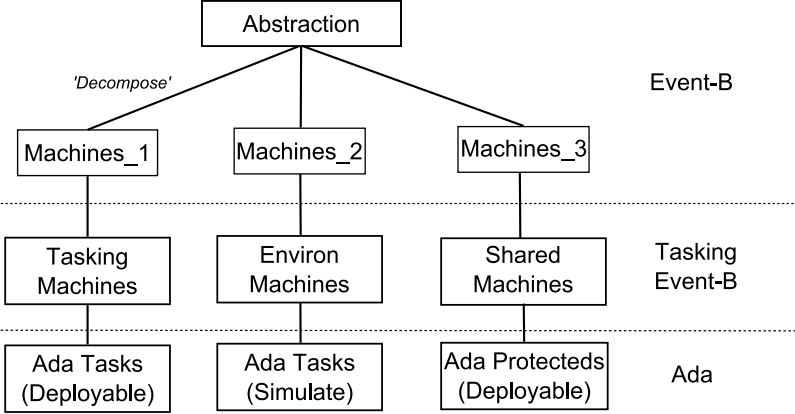 Abstraction
'Decompose'
Event-B
Machines_1
Machines_2
Machines_3
Tasking
Machines
Environ
Machines
Shared
Machines
Tasking
Event-B
Ada Tasks
(Deployable)
Ada Tasks
(Simulate)
Ada Protecteds
(Deployable)
Ada